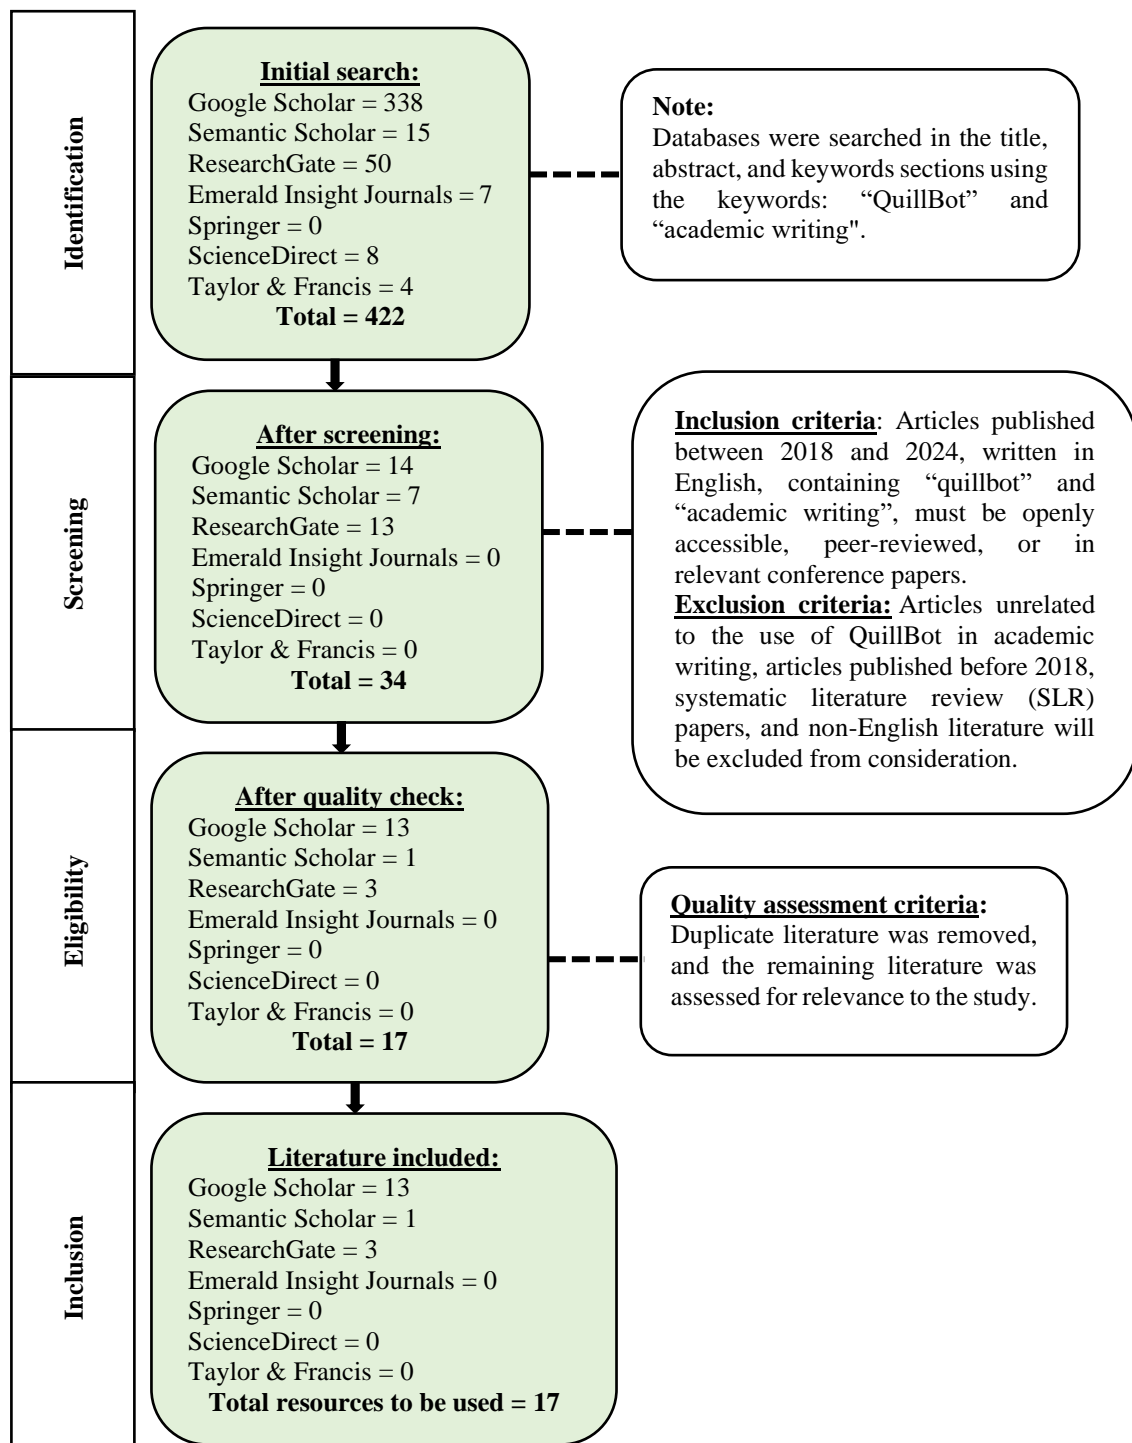 Identification
Initial search:
Google Scholar = 338
Semantic Scholar = 15
ResearchGate = 50
Emerald Insight Journals = 7
Springer = 0
ScienceDirect = 8
Taylor & Francis = 4
Total = 422
Note:
Databases were searched in the title,
abstract, and keywords sections using
the keywords: “QuillBot” and
“academic writing".
Screening
After screening:
Google Scholar = 14
Semantic Scholar = 7
ResearchGate = 13
Emerald Insight Journals = 0
Springer = 0
ScienceDirect = 0
Taylor & Francis = 0
Total = 34
Inclusion criteria: Articles published
between 2018 and 2024, written in
English, containing “quillbot” and
“academic writing”, must be openly
accessible, peer-reviewed, or in
relevant conference papers.
Exclusion criteria: Articles unrelated
to the use of QuillBot in academic
writing, articles published before 2018,
systematic literature review (SLR)
papers, and non-English literature will
be excluded from consideration.
Eligibility
After quality check:
Google Scholar = 13
Semantic Scholar = 1
ResearchGate = 3
Emerald Insight Journals = 0
Springer = 0
ScienceDirect = 0
Taylor & Francis = 0
Total = 17
Quality assessment criteria:
Duplicate literature was removed,
and the remaining literature was
assessed for relevance to the study.
Inclusion
Literature included:
Google Scholar = 13
Semantic Scholar = 1
ResearchGate = 3
Emerald Insight Journals = 0
Springer = 0
ScienceDirect = 0
Taylor & Francis = 0
Total resources to be used = 17